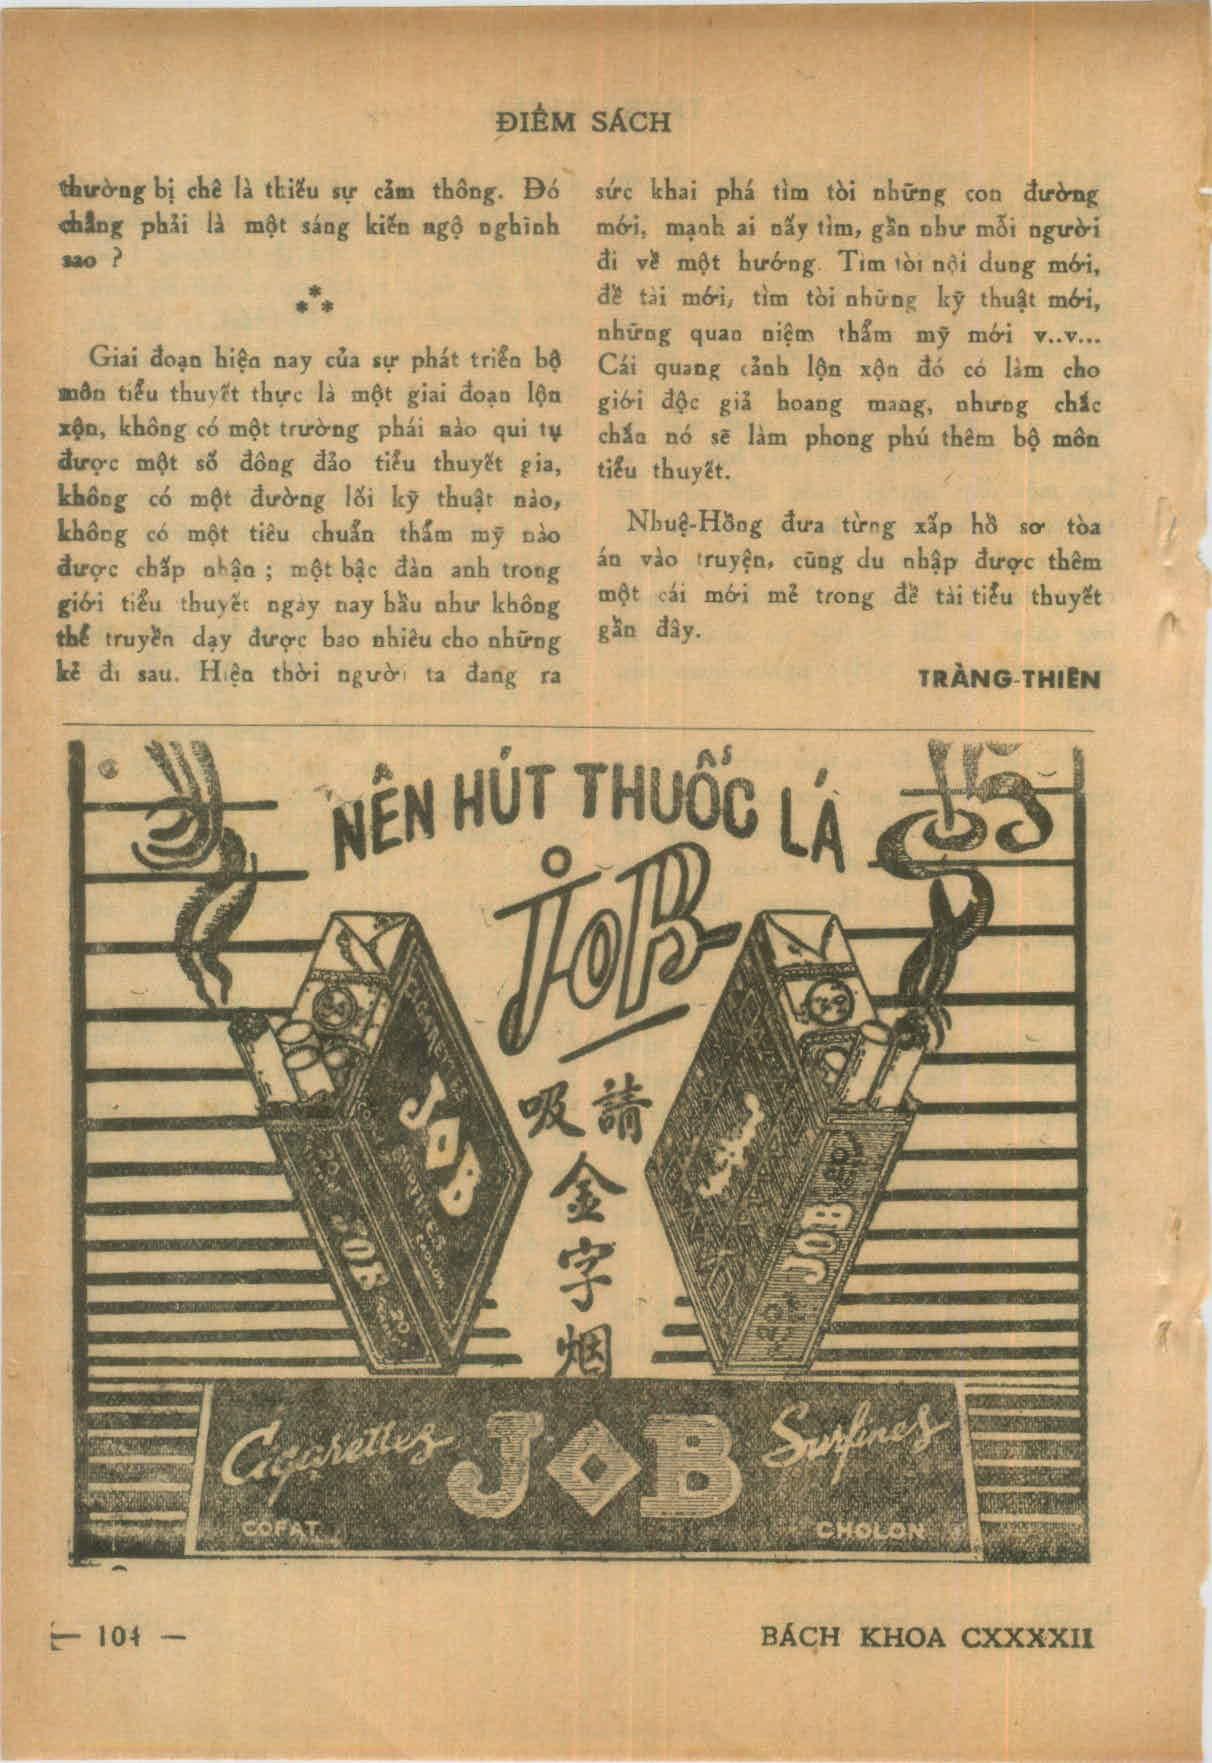 ĐIỂM SÁCH
thường bị chê là thiếu sự cảm thông. Đó
chẳng phải là một sáng kiến ngộ nghĩnh
sao ?
* * *
Giai đoạn hiện nay của sự phát triển bộ
môn tiểu thuyết thực là một giai đoạn lộn
xộn, không có một trường phái nào qui tụ
được một số đông đảo tiểu thuyết gia,
không có một đường lối kỹ thuật nào,
không có một tiêu chuẩn thẩm mỹ nào
được chấp nhận ; một bậc đàn anh trong
giới tiểu thuyết ngày nay hầu như không
thể truyền dạy được bao nhiêu cho những
kẻ đi sau. Hiện thời người ta đang ra
sức khai phá tìm tòi những con đường
mới, mạnh ai nấy tìm, gần như mỗi người
đi về một hướng. Tìm tòi nội dung mới,
đề tài mới, tìm tòi những kỹ thuật mới,
những quan niệm thẩm mỹ mới v..v...
Cái quang cảnh lộn xộn đó có làm cho
giới độc giả hoang mang, nhưng chắc
chắn nó sẽ làm phong phú thêm bộ môn
tiểu thuyết.
Nhuệ-Hồng đưa từng xấp hồ sơ tòa
án vào truyện, cũng du nhập được thêm
một cái mới mẻ trong đề tài tiểu thuyết
gần đây.
TRÀNG-THIÊN
NÊN HÚT THUỐC LÁ
JOB
請吸
金
字
烟
CIGARETTES
JOB
SURFINES
CHOLON
20 JOB 20
20 JOB 20
Cigarettes JOB Surfines
COFAT CHOLON
— 104 —
BÁCH KHOA CXXXXII